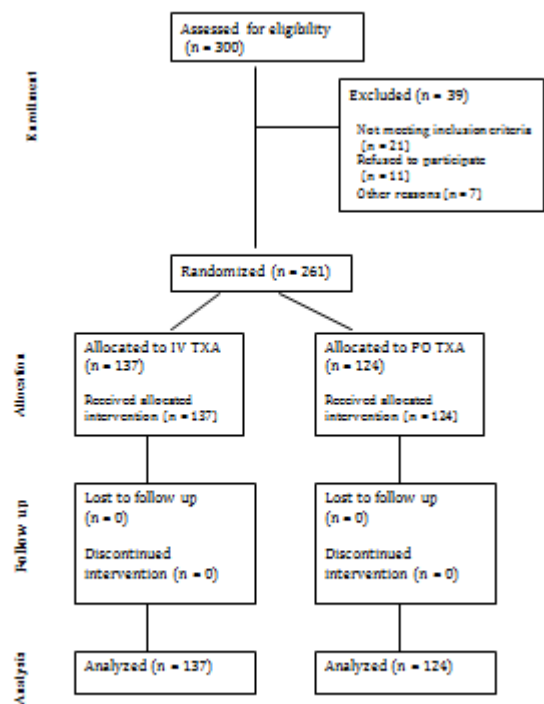 Assessed for eligibility
(n = 300)
Enrollment
Excluded (n = 39)
Not meeting inclusion criteria
[n = 21]
Refused to participate
[n = 11]
Other reasons [n = 7]
Randomized (n = 261)
Allocation
Allocated to IV TXA
(n = 137)
Received allocated
intervention [n = 137]
Allocated to PO TXA
(n = 124)
Received allocated
intervention [n = 124]
Follow up
Lost to follow up
(n = 0)
Discontinued
intervention (n = 0)
Lost to follow up
(n = 0)
Discontinued
intervention (n = 0)
Analysis
Analyzed (n = 137)
Analyzed (n = 124)